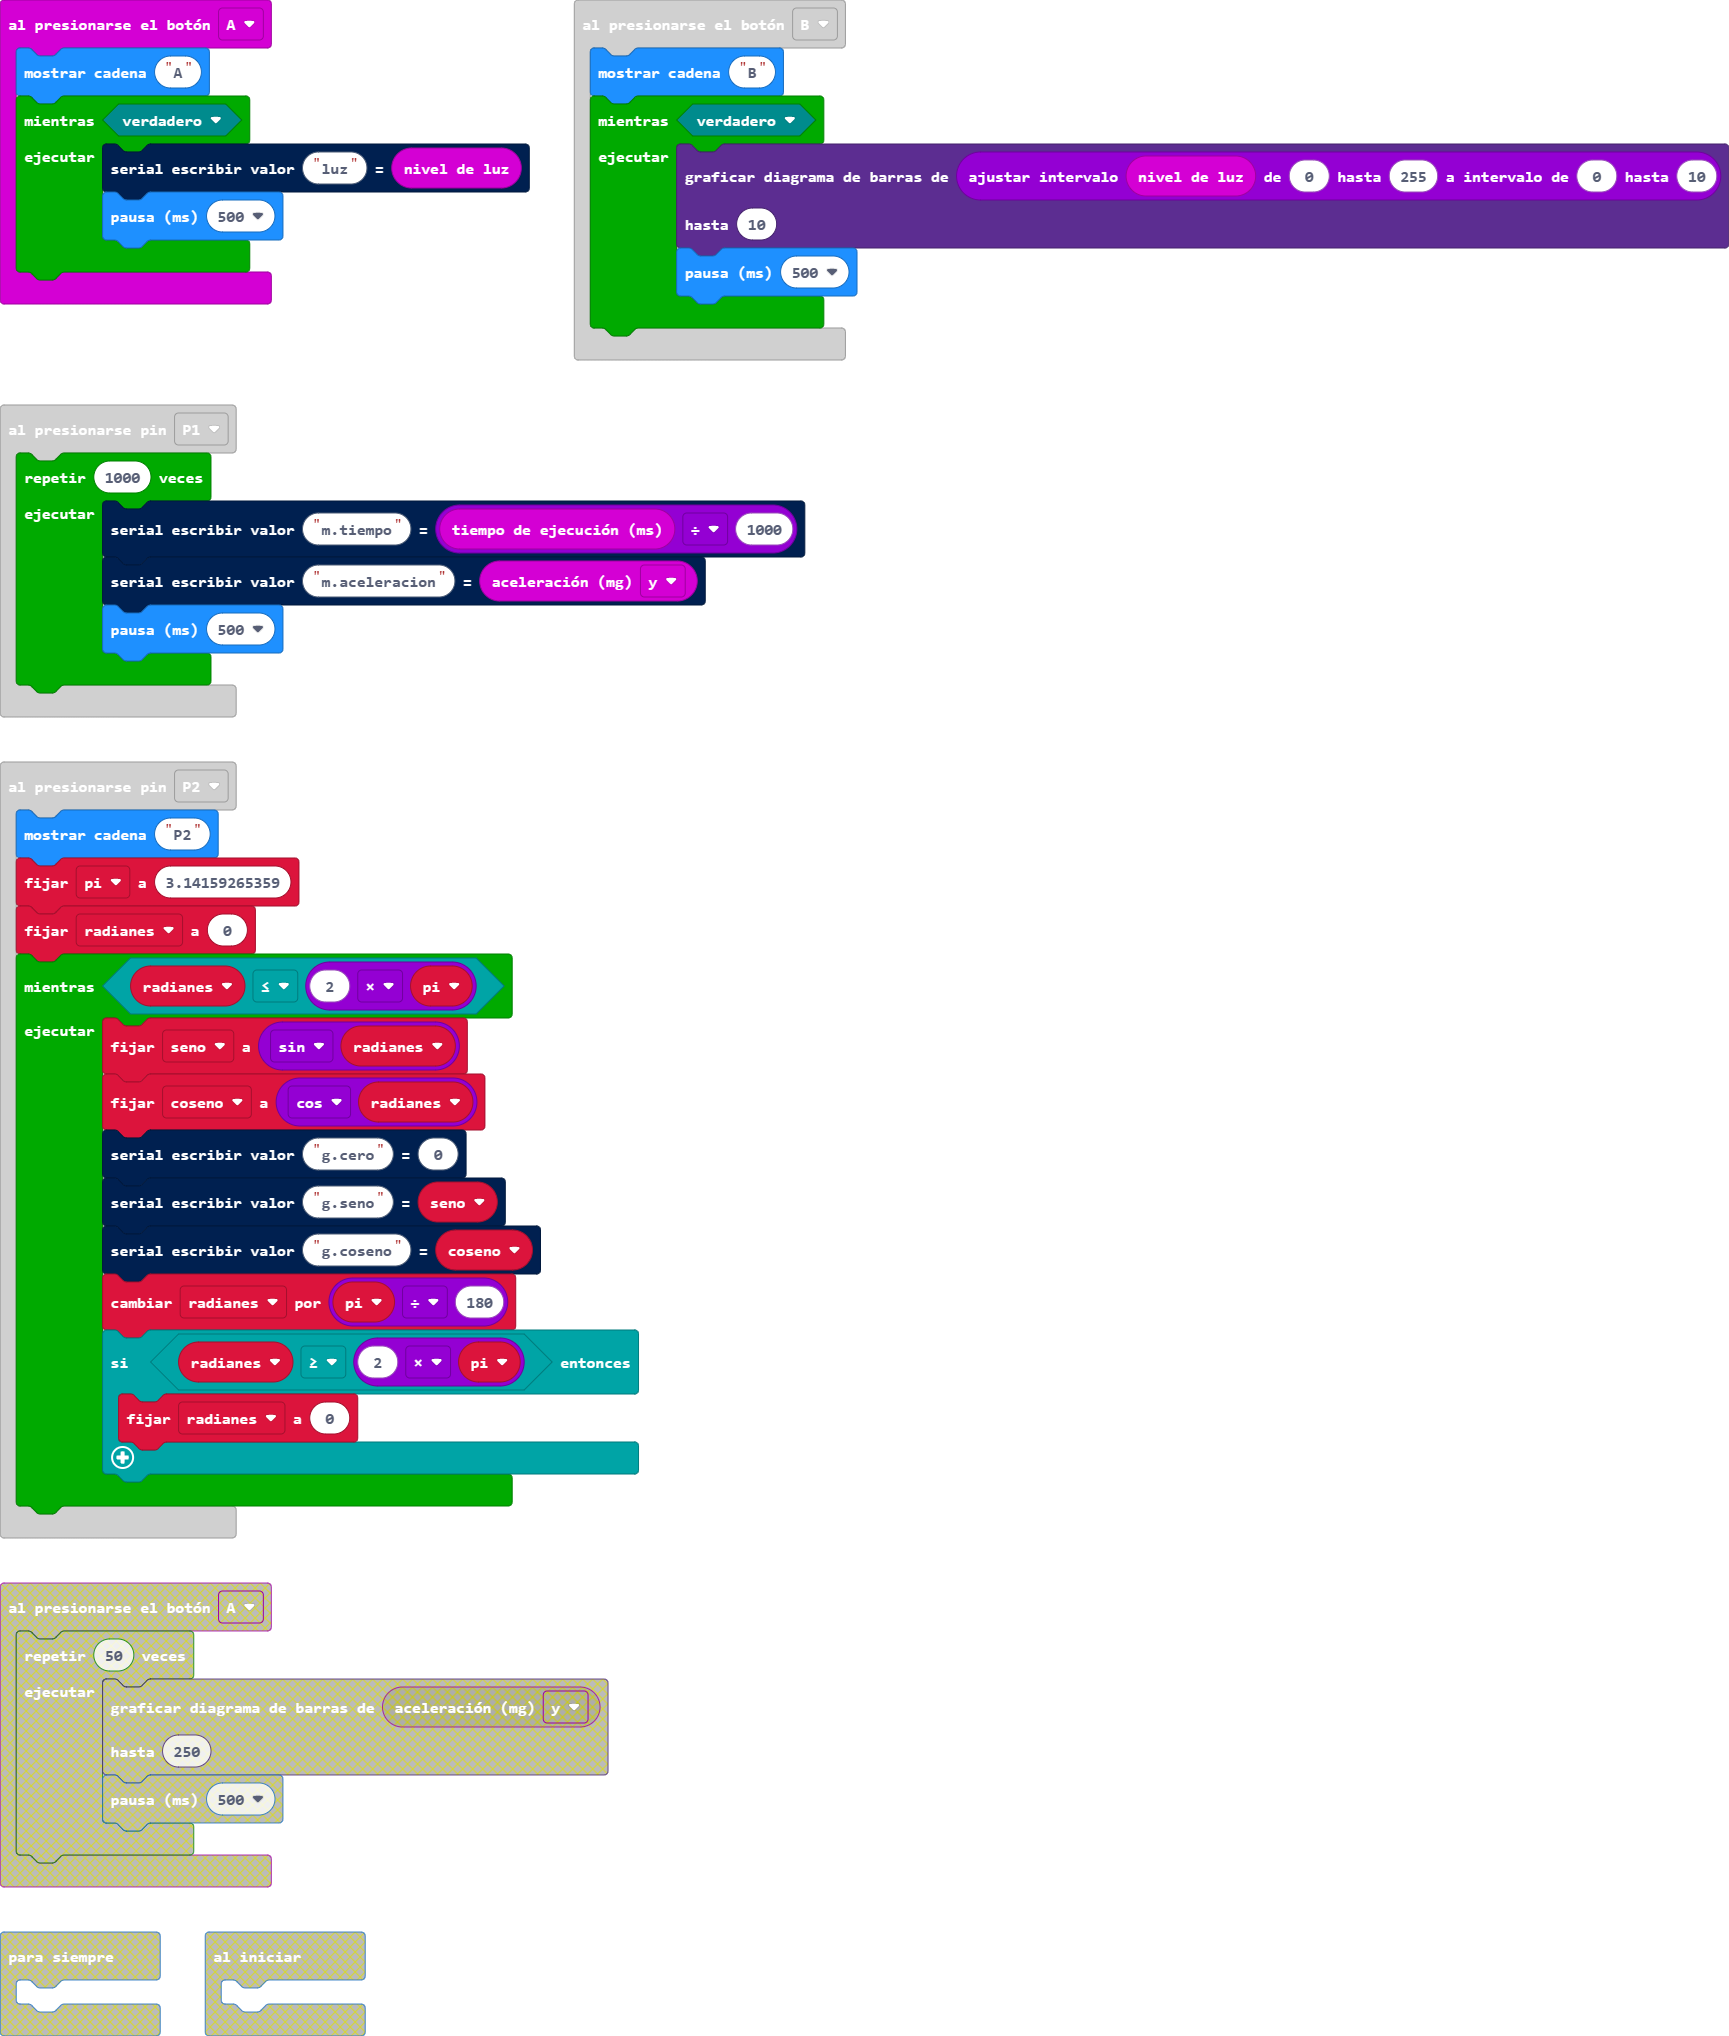 al presionarse el botón A
mostrar cadena "A"
mientras verdadero
ejecutar
serial escribir valor "luz" = nivel de luz
pausa (ms) 500
al presionarse el botón B
mostrar cadena "B"
mientras verdadero
ejecutar
graficar diagrama de barras de ajustar intervalo nivel de luz de 0 hasta 255 a intervalo de 0 hasta 10
hasta 10
pausa (ms) 500
al presionarse pin P1
repetir 1000 veces
ejecutar
serial escribir valor "m.tiempo" = tiempo de ejecución (ms) ÷ 1000
serial escribir valor "m.aceleracion" = aceleración (mg) y
pausa (ms) 500
al presionarse pin P2
mostrar cadena "P2"
fijar pi a 3.14159265359
fijar radianes a 0
mientras radianes ≤ 2 × pi
ejecutar
fijar seno a sin radianes
fijar coseno a cos radianes
serial escribir valor "g.cero" = 0
serial escribir valor "g.seno" = seno
serial escribir valor "g.coseno" = coseno
cambiar radianes por pi ÷ 180
si radianes ≥ 2 × pi entonces
fijar radianes a 0
al presionarse el botón A
repetir 50 veces
ejecutar
graficar diagrama de barras de aceleración (mg) y
hasta 250
pausa (ms) 500
para siempre
al iniciar